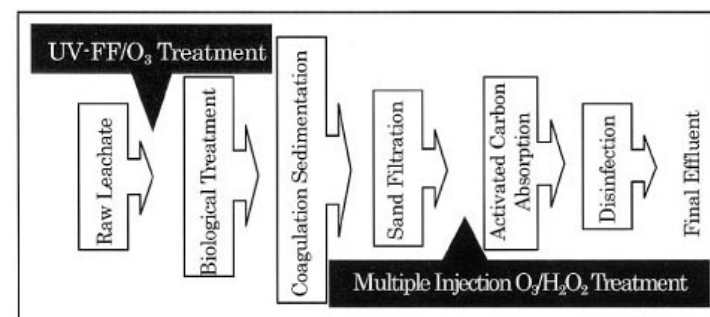 UV-FF/O₃ Treatment
Raw Leachate
Biological Treatment
Coagulation Sedimentation
Sand Filtration
Activated Carbon
Absorption
Disinfection
Final Effluent
Multiple Injection O₃/H₂O₂ Treatment